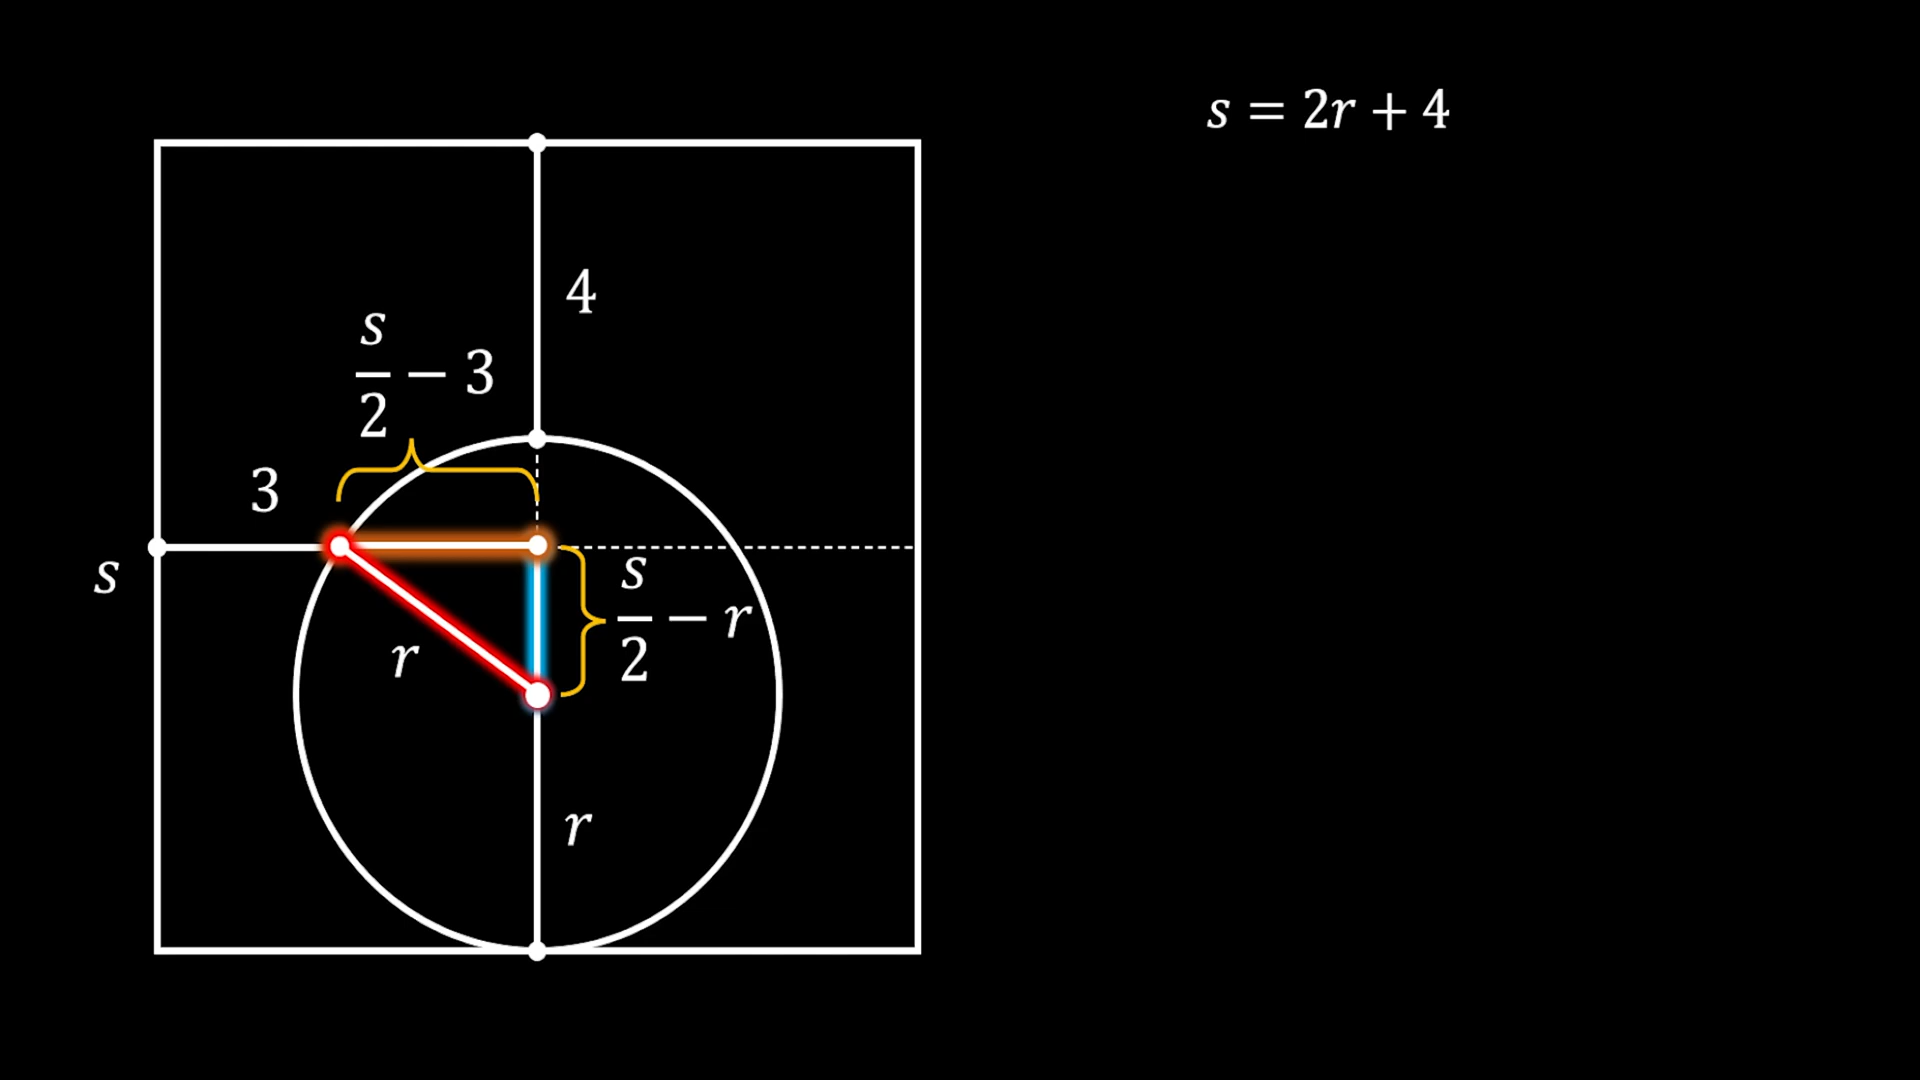 s = 2r + 4
4
s/2 − 3
3
s
s/2 − r
r
r